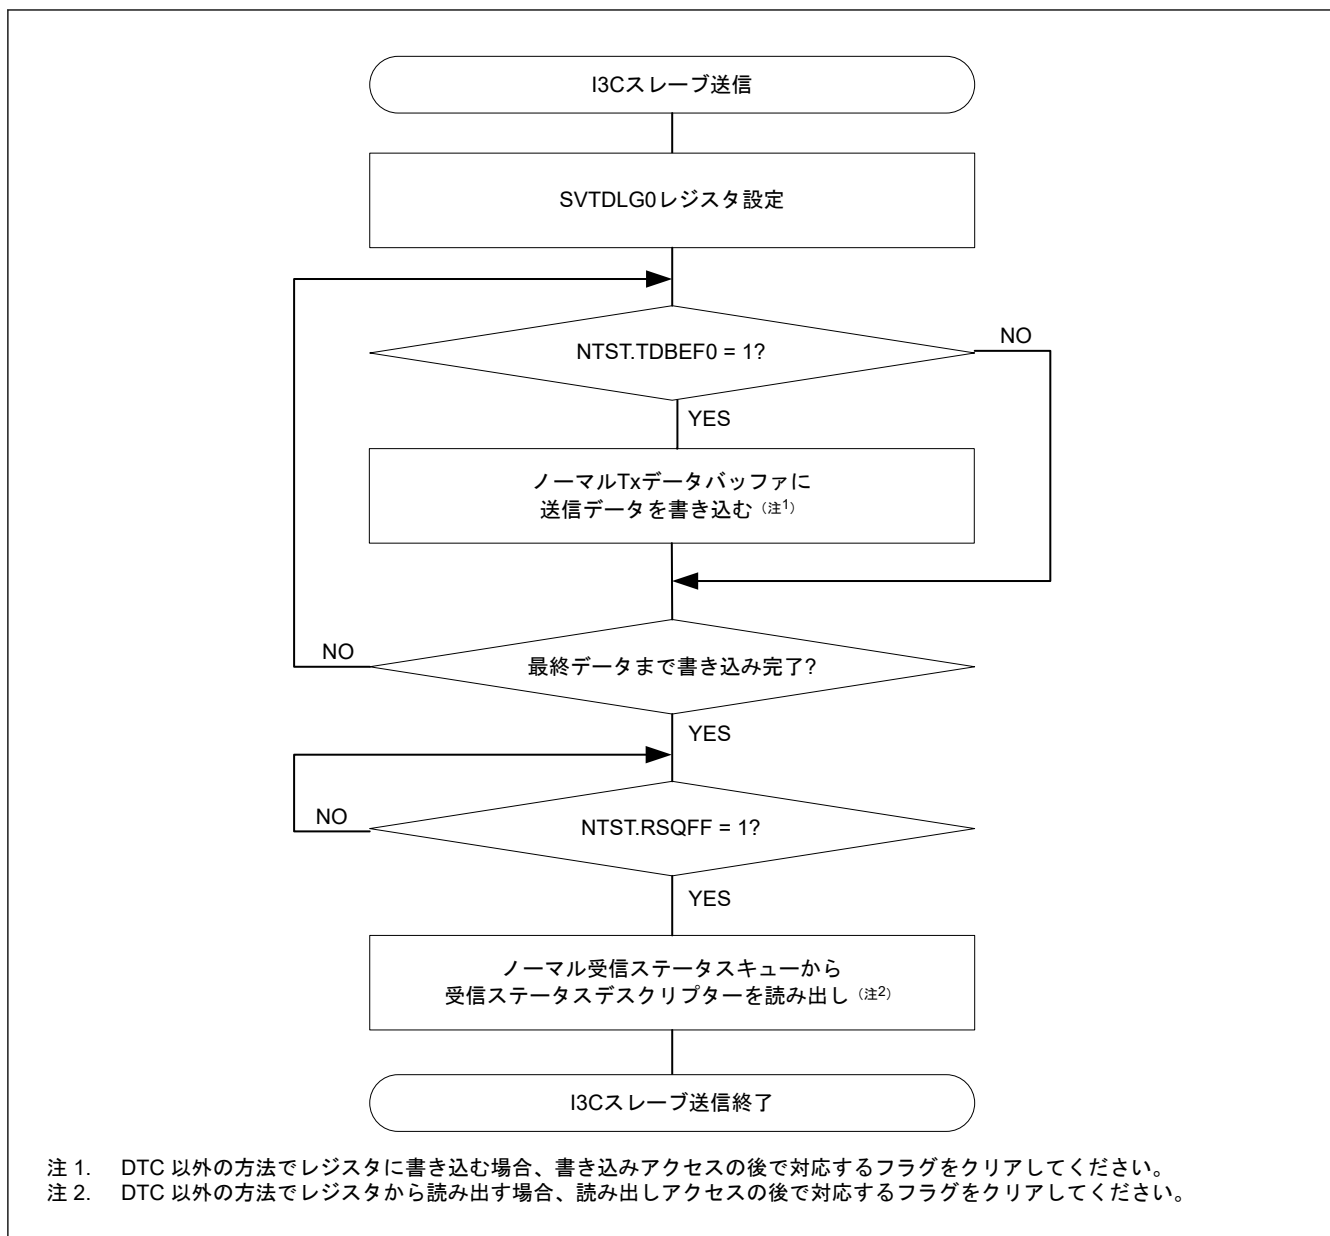 I3Cスレーブ送信
SVTDLG0レジスタ設定
NTST.TDBEF0 = 1?
NO
YES
ノーマルTxデータバッファに
送信データを書き込む（注1）
NO
最終データまで書き込み完了?
YES
NO
NTST.RSQFF = 1?
YES
ノーマル受信ステータスキューから
受信ステータスデスクリプターを読み出し（注2）
I3Cスレーブ送信終了
注 1. DTC 以外の方法でレジスタに書き込む場合、書き込みアクセスの後で対応するフラグをクリアしてください。
注 2. DTC 以外の方法でレジスタから読み出す場合、読み出しアクセスの後で対応するフラグをクリアしてください。